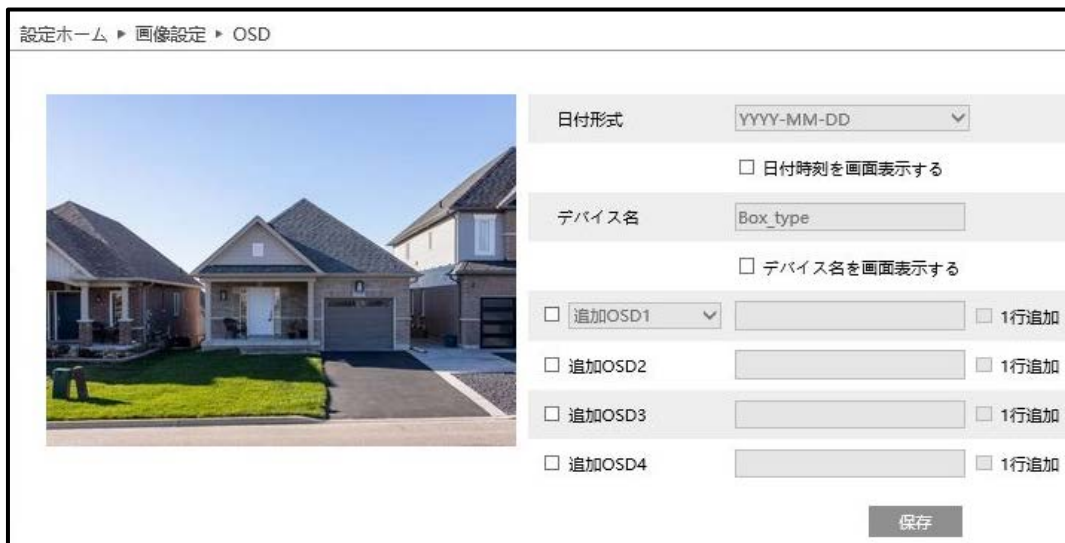 設定ホーム ▶ 画像設定 ▶ OSD
日付形式 YYYY-MM-DD
日付時刻を画面表示する
デバイス名 Box_type
デバイス名を画面表示する
追加OSD1 1行追加
追加OSD2 1行追加
追加OSD3 1行追加
追加OSD4 1行追加
保存